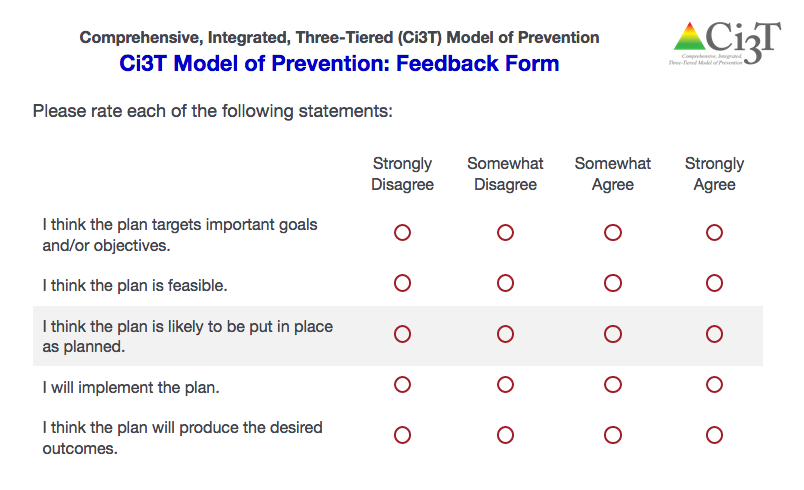 Comprehensive, Integrated, Three-Tiered (Ci3T) Model of Prevention
Ci3T Model of Prevention: Feedback Form
Ci3T
Comprehensive, Integrated,
Three-Tiered Model of Prevention
Please rate each of the following statements:
Strongly Disagree
Somewhat Disagree
Somewhat Agree
Strongly Agree
I think the plan targets important goals
and/or objectives.
I think the plan is feasible.
I think the plan is likely to be put in place
as planned.
I will implement the plan.
I think the plan will produce the desired
outcomes.